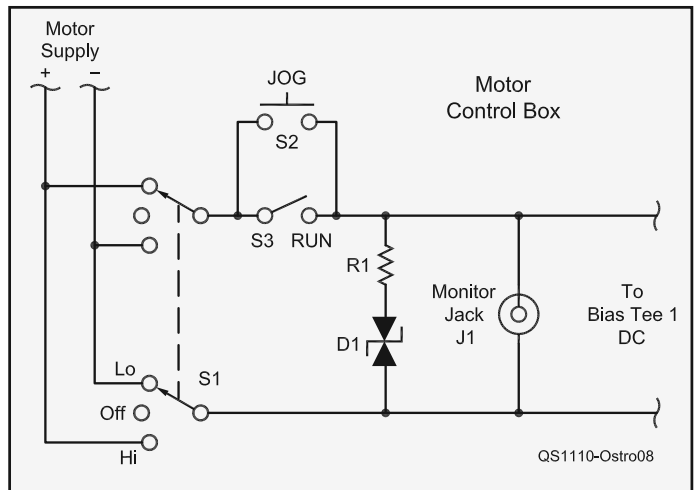 Motor
Supply
+ −
JOG
S2
Motor
Control Box
S3 RUN
R1
Monitor
Jack
J1
To
Bias Tee 1
DC
D1
Lo
S1
Off
Hi
QS1110-Ostro08